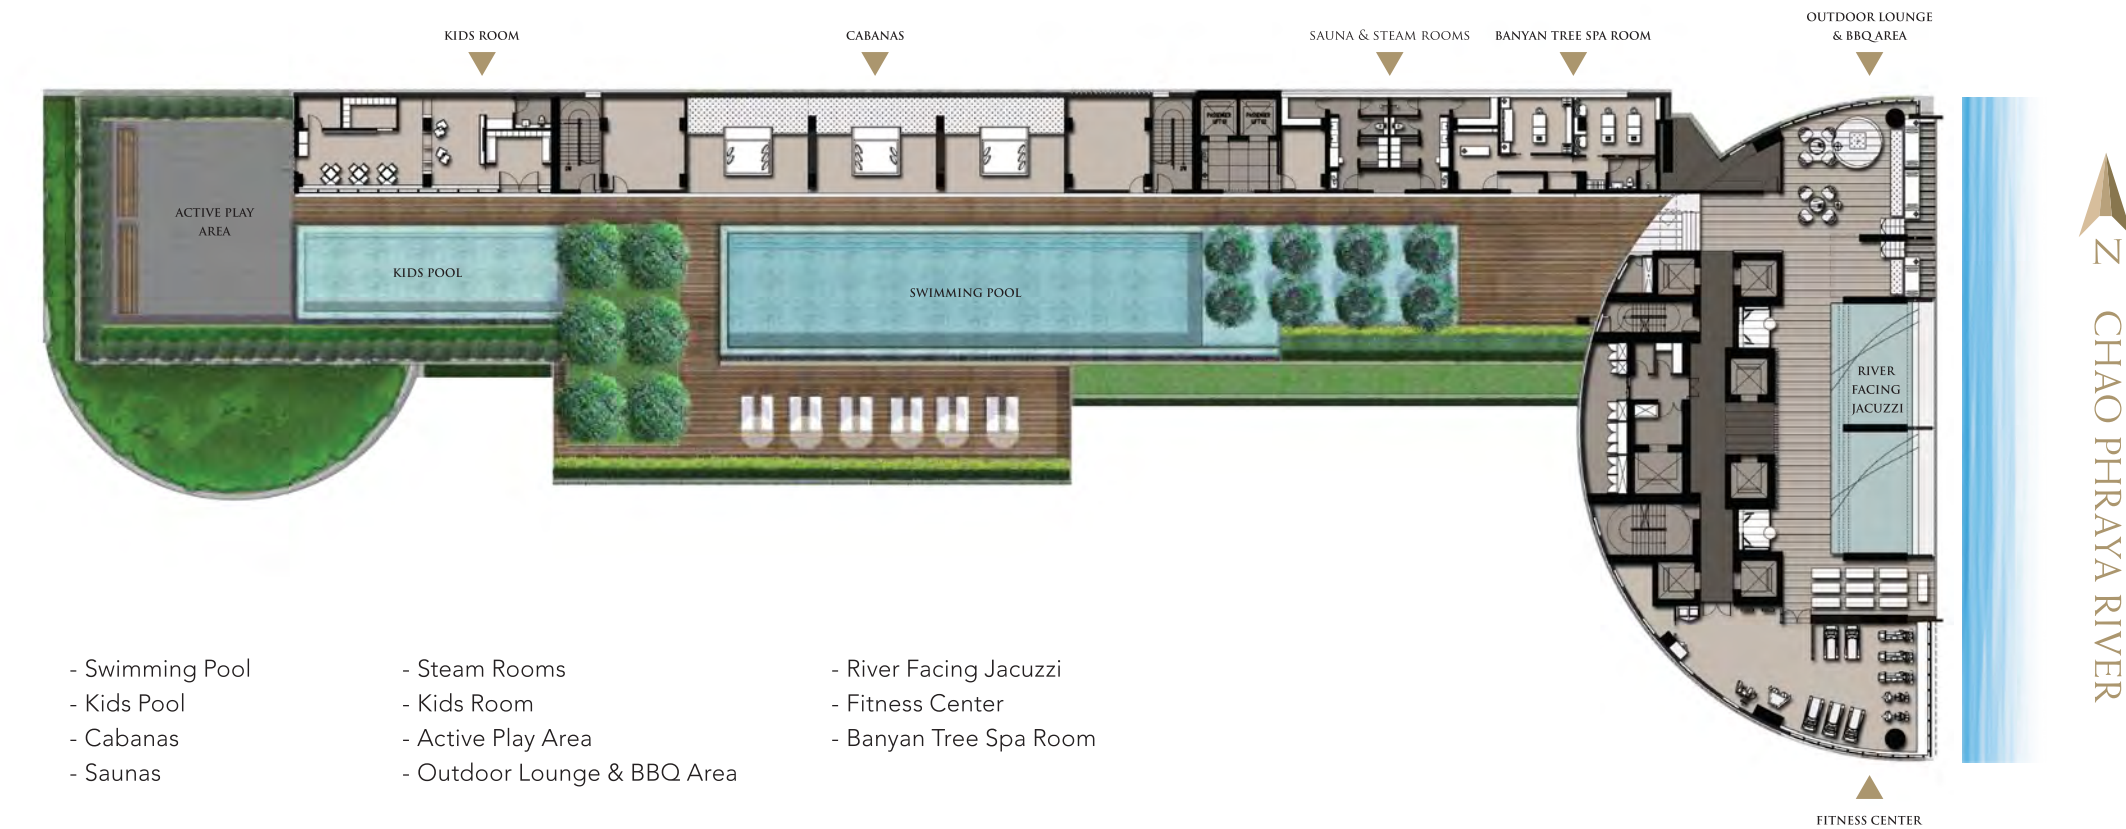 OUTDOOR LOUNGE
& BBQ AREA
KIDS ROOM
CABANAS
SAUNA & STEAM ROOMS
BANYAN TREE SPA ROOM
PASSENGER
PASSENGER
ACTIVE PLAY
AREA
KIDS POOL
SWIMMING POOL
RIVER
FACING
JACUZZI
N
CHAO PHRAYA RIVER
- Swimming Pool
- Kids Pool
- Cabanas
- Saunas
- Steam Rooms
- Kids Room
- Active Play Area
- Outdoor Lounge & BBQ Area
- River Facing Jacuzzi
- Fitness Center
- Banyan Tree Spa Room
FITNESS CENTER